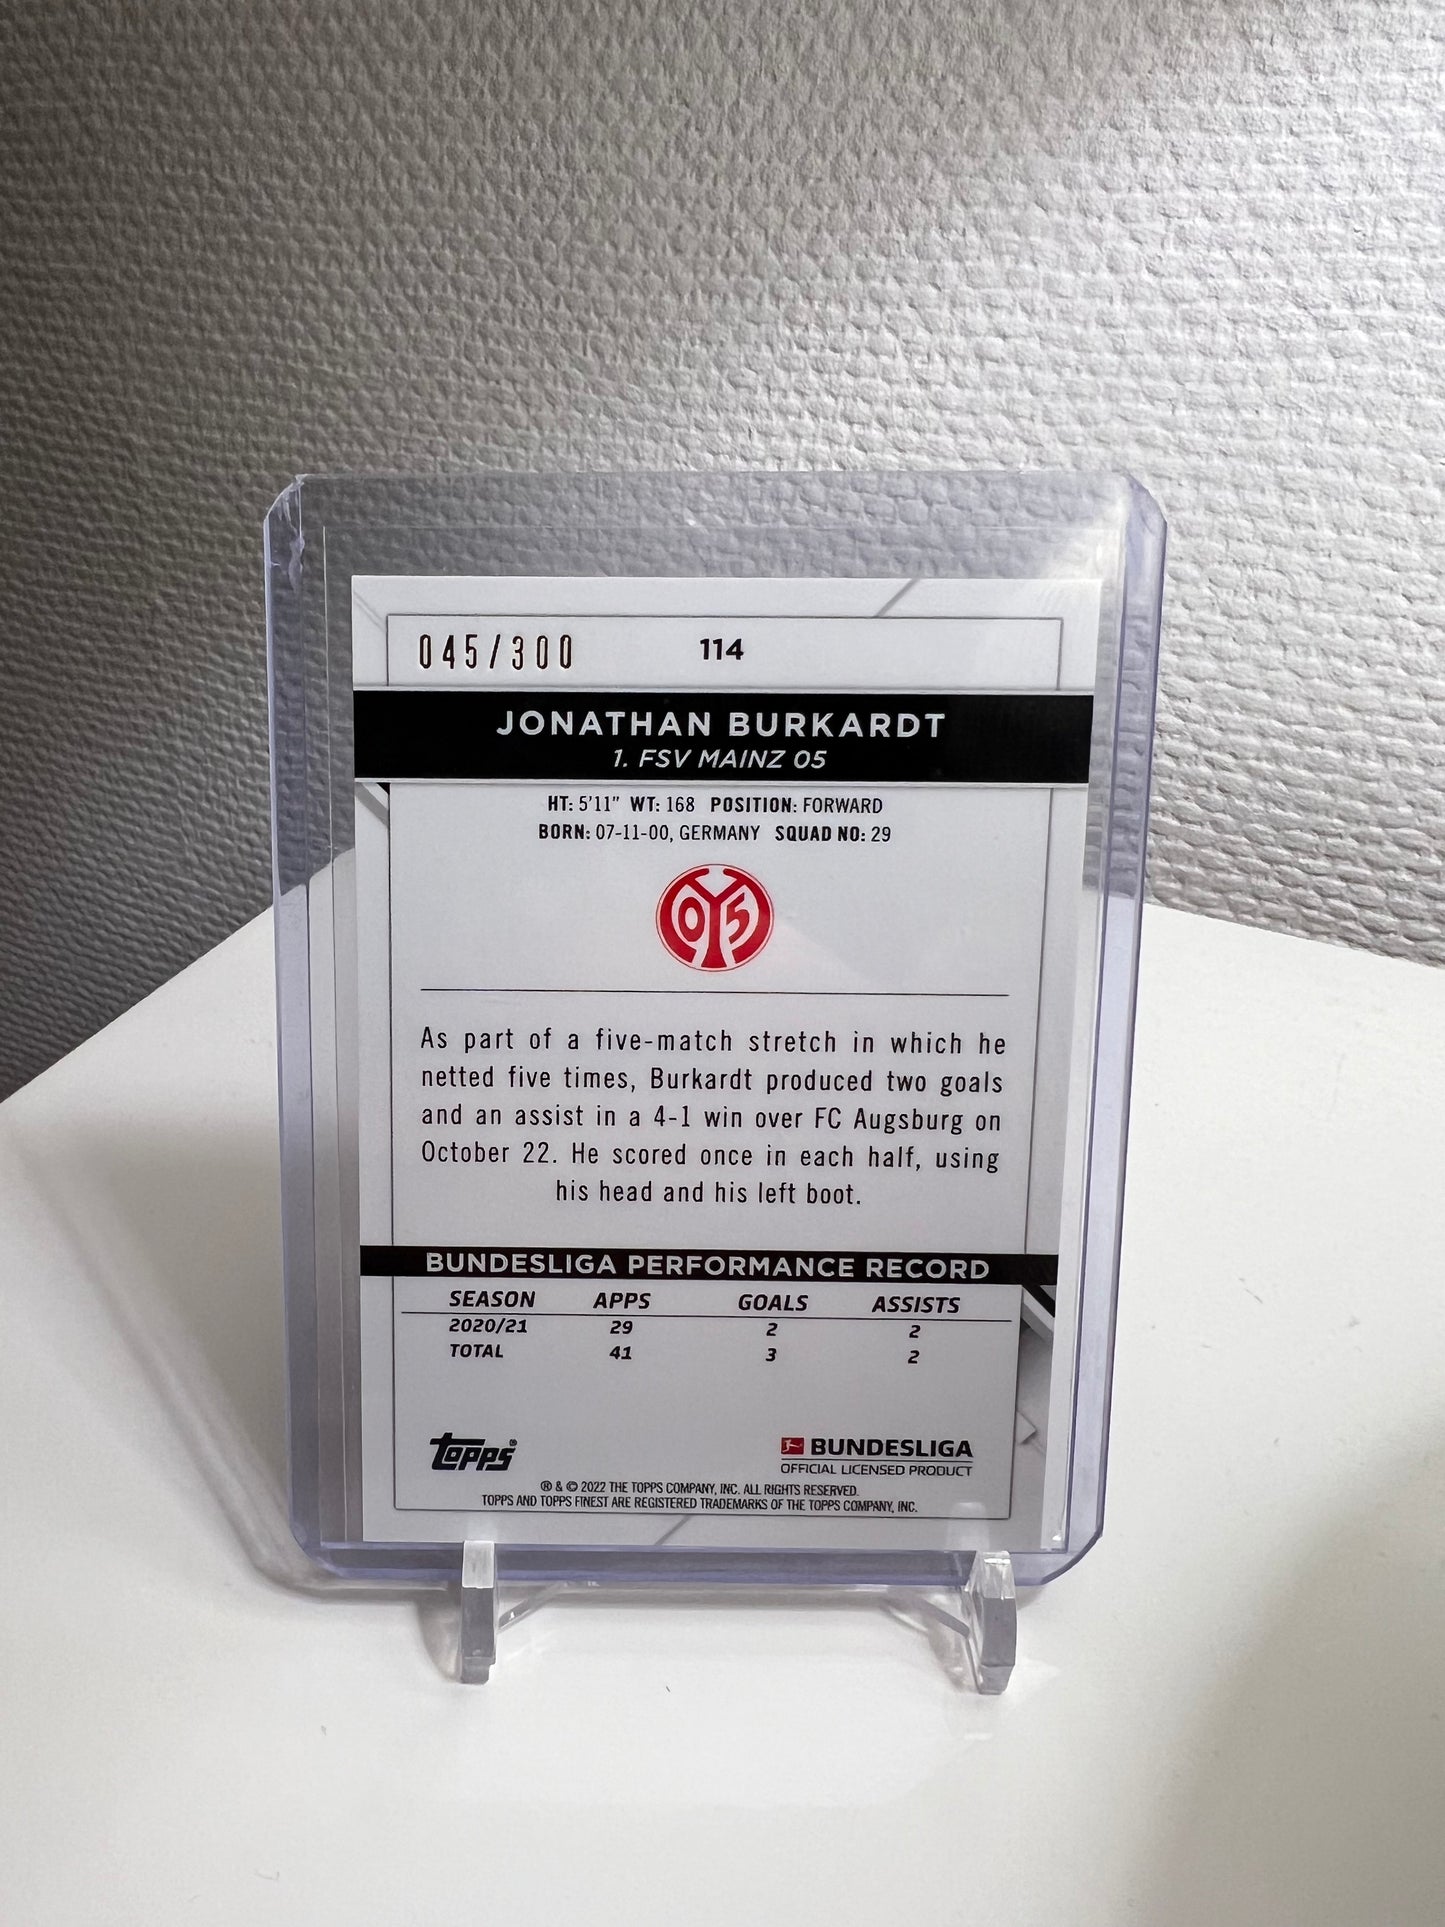 045/300 114
JONATHAN BURKARDT
1. FSV MAINZ 05
HT: 5'11" WT: 168 POSITION: FORWARD
BORN: 07-11-00, GERMANY SQUAD NO: 29
05
As part of a five-match stretch in which he
netted five times, Burkardt produced two goals
and an assist in a 4-1 win over FC Augsburg on
October 22. He scored once in each half, using
his head and his left boot.
BUNDESLIGA PERFORMANCE RECORD
SEASON APPS GOALS ASSISTS
2020/21 29 2 2
TOTAL 41 3 2
topps®
BUNDESLIGA
OFFICIAL LICENSED PRODUCT
® & © 2022 THE TOPPS COMPANY, INC. ALL RIGHTS RESERVED.
TOPPS AND TOPPS FINEST ARE REGISTERED TRADEMARKS OF THE TOPPS COMPANY, INC.